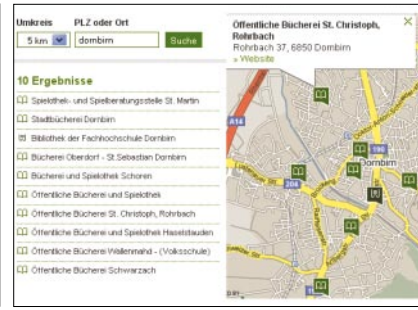 Umkreis PLZ oder Ort
5 km dornbirn Suche
10 Ergebnisse
Spielothek- und Spielberatungsstelle St. Martin
Stadtbücherei Dornbirn
Bibliothek der Fachhochschule Dornbirn
Bücherei Oberdorf - St.Sebastian Dornbirn
Bücherei und Spielothek Schoren
Öffentliche Bücherei und Spielothek
Öffentliche Bücherei St. Christoph, Rohrbach
Öffentliche Bücherei und Spielothek Haselstauden
Öffentliche Bücherei Wallenmahd - (Volksschule)
Öffentliche Bücherei Schwarzach
Öffentliche Bücherei St. Christoph,
Rohrbach
Rohrbach 37, 6850 Dornbirn
» Website
A14
190
Dornbirn
204